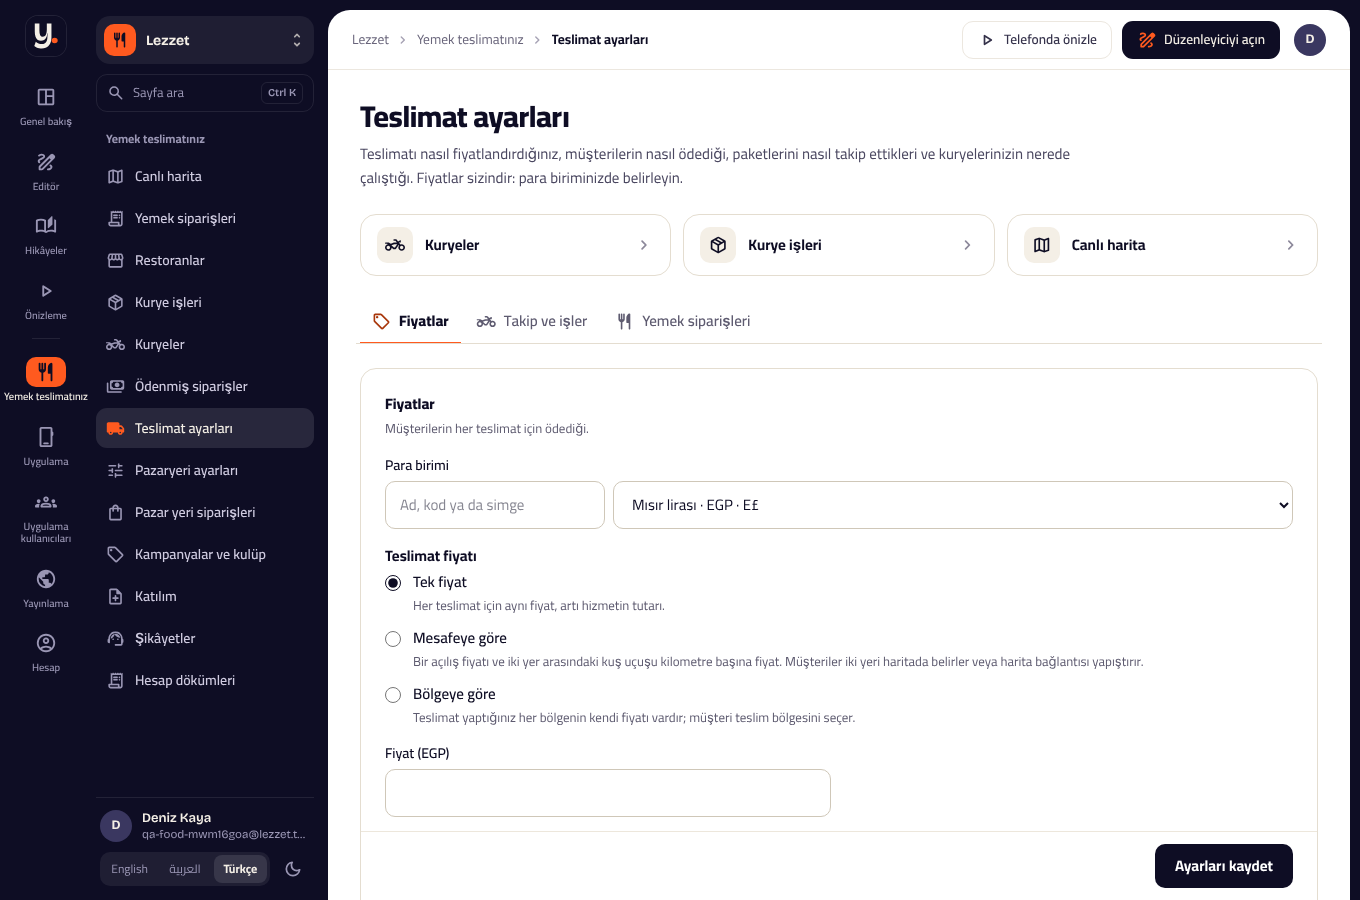 y.
Genel bakış
Editör
Hikâyeler
Önizleme
Yemek teslimatınız
Uygulama
Uygulama
kullanıcıları
Yayınlama
Hesap
Lezzet
Sayfa ara
Ctrl K
Yemek teslimatınız
Canlı harita
Yemek siparişleri
Restoranlar
Kurye işleri
Kuryeler
Ödenmiş siparişler
Teslimat ayarları
Pazaryeri ayarları
Pazar yeri siparişleri
Kampanyalar ve kulüp
Katılım
Şikâyetler
Hesap dökümleri
D
Deniz Kaya
qa-food-mwm16goa@lezzet.t...
English العربية Türkçe
Lezzet > Yemek teslimatınız > Teslimat ayarları
Telefonda önizle
Düzenleyiciyi açın
D
Teslimat ayarları
Teslimatı nasıl fiyatlandırdığınız, müşterilerin nasıl ödediği, paketlerini nasıl takip ettikleri ve kuryelerinizin nerede
çalıştığı. Fiyatlar sizindir: para biriminizde belirleyin.
Kuryeler
Kurye işleri
Canlı harita
Fiyatlar
Takip ve işler
Yemek siparişleri
Fiyatlar
Müşterilerin her teslimat için ödediği.
Para birimi
Ad, kod ya da simge
Mısır lirası · EGP · E£
Teslimat fiyatı
Tek fiyat
Her teslimat için aynı fiyat, artı hizmetin tutarı.
Mesafeye göre
Bir açılış fiyatı ve iki yer arasındaki kuş uçuşu kilometre başına fiyat. Müşteriler iki yeri haritada belirler veya harita bağlantısı yapıştırır.
Bölgeye göre
Teslimat yaptığınız her bölgenin kendi fiyatı vardır; müşteri teslim bölgesini seçer.
Fiyat (EGP)
Ayarları kaydet